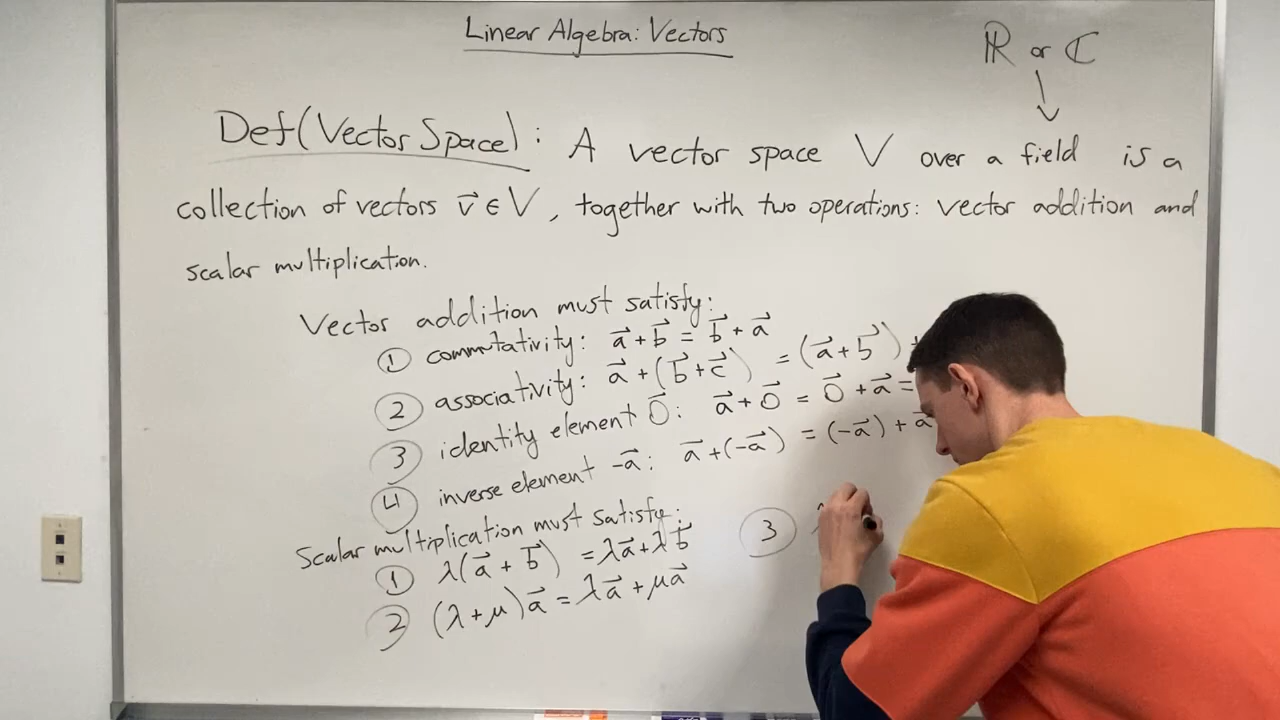 Linear Algebra: Vectors
ℝ or ℂ
↓
Def(Vector Space): A vector space V over a field is a
collection of vectors v⃗ ∈ V, together with two operations: vector addition and
scalar multiplication.
Vector addition must satisfy:
① commutativity: a⃗ + b⃗ = b⃗ + a⃗
② associativity: a⃗ + (b⃗ + c⃗) = (a⃗ + b⃗) +
③ identity element 0⃗: a⃗ + 0⃗ = 0⃗ + a⃗ =
④ inverse element -a⃗: a⃗ + (-a⃗) = (-a⃗) + a⃗
Scalar multiplication must satisfy:
① λ(a⃗ + b⃗) = λa⃗ + λb⃗
② (λ + μ)a⃗ = λa⃗ + μa⃗
③